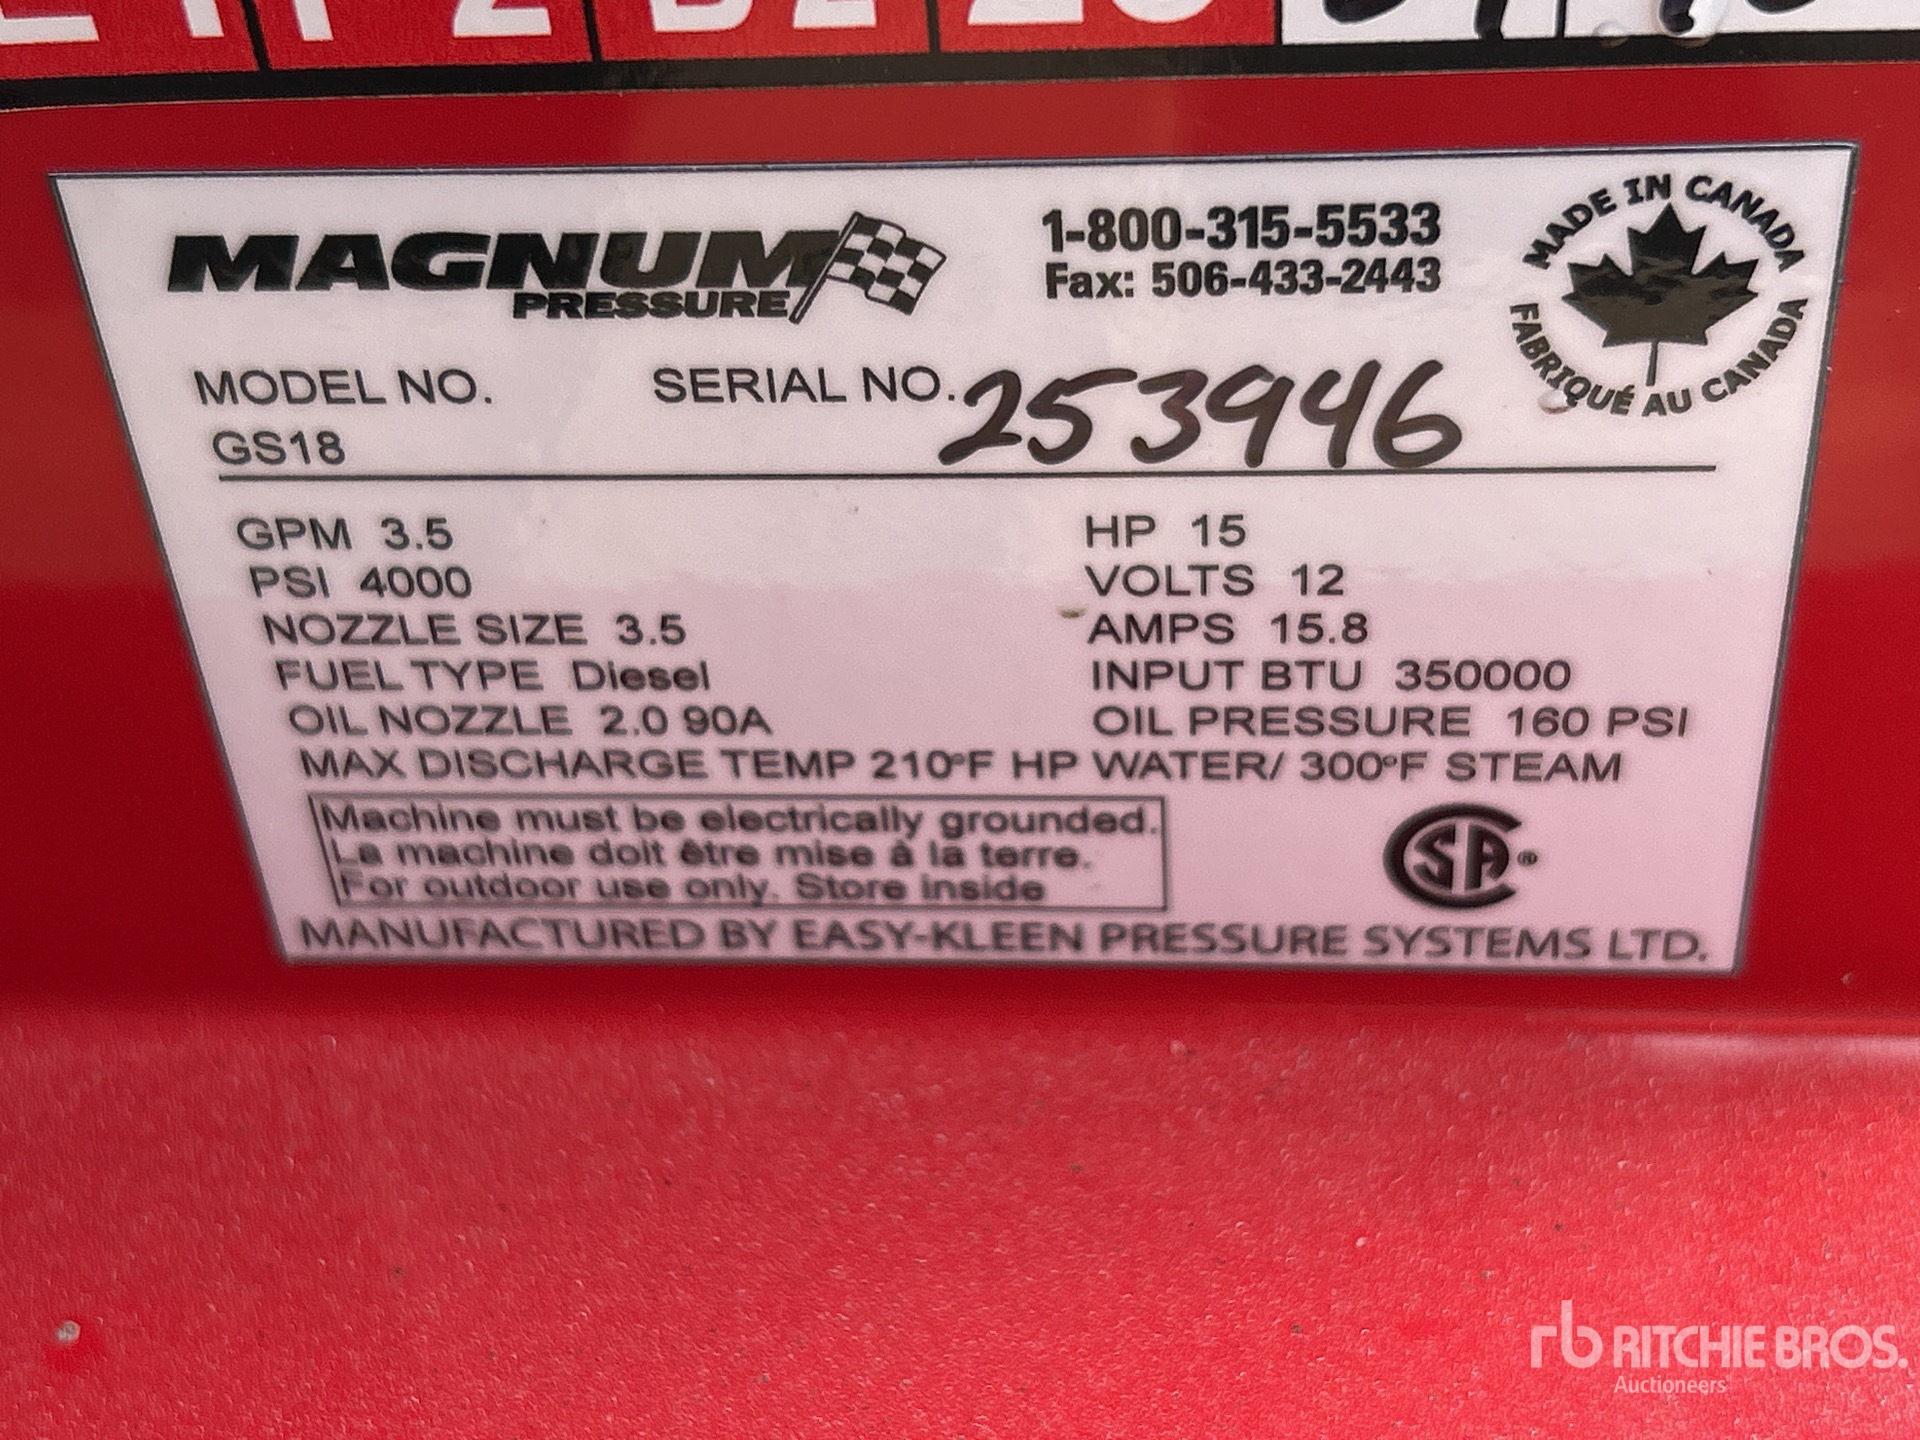 MAGNUM
PRESSURE
1-800-315-5533
Fax: 506-433-2443
MADE IN CANADA
FABRIQUÉ AU CANADA
MODEL NO. SERIAL NO. 253946
GS18
GPM 3.5 HP 15
PSI 4000 VOLTS 12
NOZZLE SIZE 3.5 AMPS 15.8
FUEL TYPE Diesel INPUT BTU 350000
OIL NOZZLE 2.0 90A OIL PRESSURE 160 PSI
MAX DISCHARGE TEMP 210ºF HP WATER/ 300ºF STEAM
Machine must be electrically grounded.
La machine doit être mise à la terre.
For outdoor use only. Store inside
CSA®
MANUFACTURED BY EASY-KLEEN PRESSURE SYSTEMS LTD.
rb RITCHIE BROS.
Auctioneers